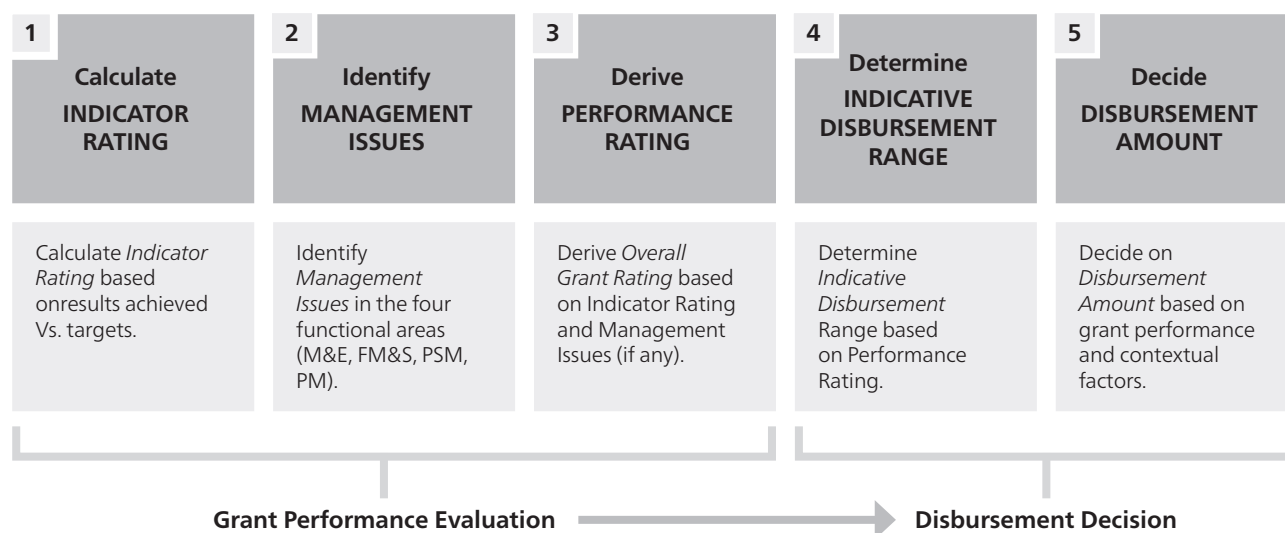 1
Calculate
INDICATOR
RATING
2
Identify
MANAGEMENT
ISSUES
3
Derive
PERFORMANCE
RATING
4
Determine
INDICATIVE
DISBURSEMENT
RANGE
5
Decide
DISBURSEMENT
AMOUNT
Calculate Indicator
Rating based
onresults achieved
Vs. targets.
Identify
Management
Issues in the four
functional areas
(M&E, FM&S, PSM,
PM).
Derive Overall
Grant Rating based
on Indicator Rating
and Management
Issues (if any).
Determine
Indicative
Disbursement
Range based
on Performance
Rating.
Decide on
Disbursement
Amount based on
grant performance
and contextual
factors.
Grant Performance Evaluation
Disbursement Decision